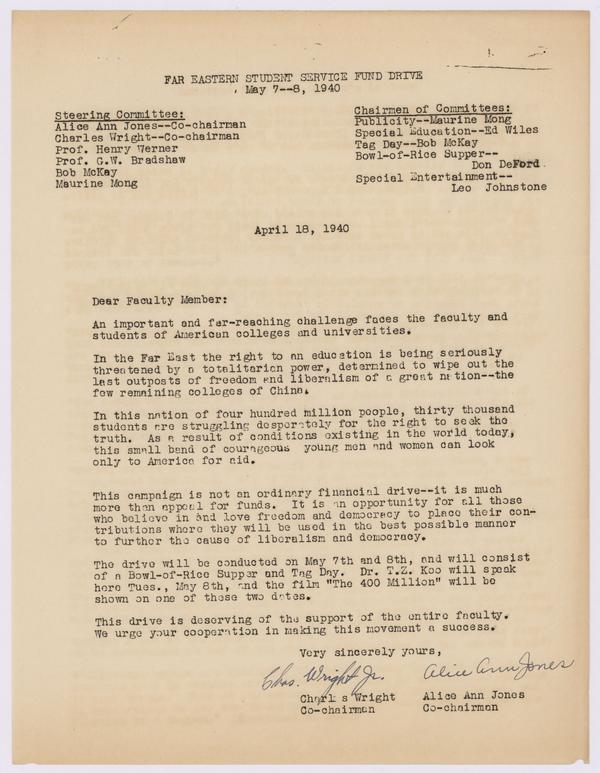 FAR EASTERN STUDENT SERVICE FUND DRIVE
May 7--8, 1940
Steering Committee:
Alice Ann Jones--Co-chairman
Charles Wright--Co-chairman
Prof. Henry Werner
Prof. G.W. Bradshaw
Bob McKay
Maurine Mong
Chairmen of Committees:
Publicity--Maurine Mong
Special Education--Ed Wiles
Tag Day--Bob McKay
Bowl-of-Rice Supper--
Don DeFord
Special Entertainment--
Leo Johnstone
April 18, 1940
Dear Faculty Member:
An important and far-reaching challenge faces the faculty and
students of American colleges and universities.
In the Far East the right to an education is being seriously
threatened by a totalitarian power, determined to wipe out the
last outposts of freedom and liberalism of a great nation--the
few remaining colleges of China.
In this nation of four hundred million people, thirty thousand
students are struggling desperately for the right to seek the
truth. As a result of conditions existing in the world today,
this small band of courageous young men and women can look
only to America for aid.
This campaign is not an ordinary financial drive--it is much
more than appeal for funds. It is an opportunity for all those
who believe in and love freedom and democracy to place their con-
tributions where they will be used in the best possible manner
to further the cause of liberalism and democracy.
The drive will be conducted on May 7th and 8th, and will consist
of a Bowl-of-Rice Supper and Tag Day. Dr. T.Z. Koo will speak
here Tues., May 8th, and the film "The 400 Million" will be
shown on one of these two dates.
This drive is deserving of the support of the entire faculty.
We urge your cooperation in making this movement a success.
Very sincerely yours,
Chas. Wright Jr. Alice Ann Jones
Charl s Wright Alice Ann Jones
Co-chairman Co-chairman